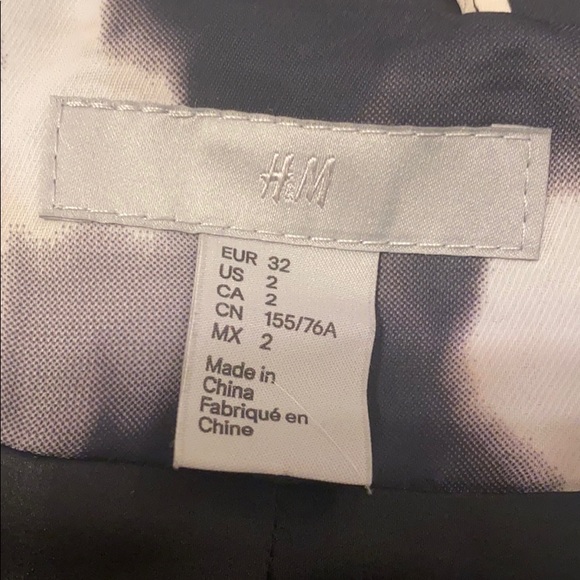 H&M
EUR 32
US 2
CA 2
CN 155/76A
MX 2
Made in
China
Fabriqué en
Chine